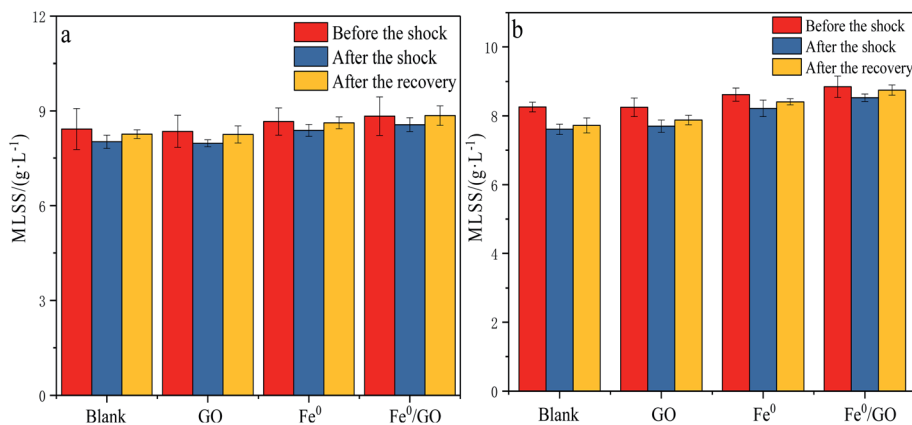 a
Before the shock
After the shock
After the recovery
MLSS/(g·L⁻¹)
12
9
6
3
0
Blank GO Fe⁰ Fe⁰/GO
b
Before the shock
After the shock
After the recovery
MLSS/(g·L⁻¹)
10
8
6
4
2
0
Blank GO Fe⁰ Fe⁰/GO